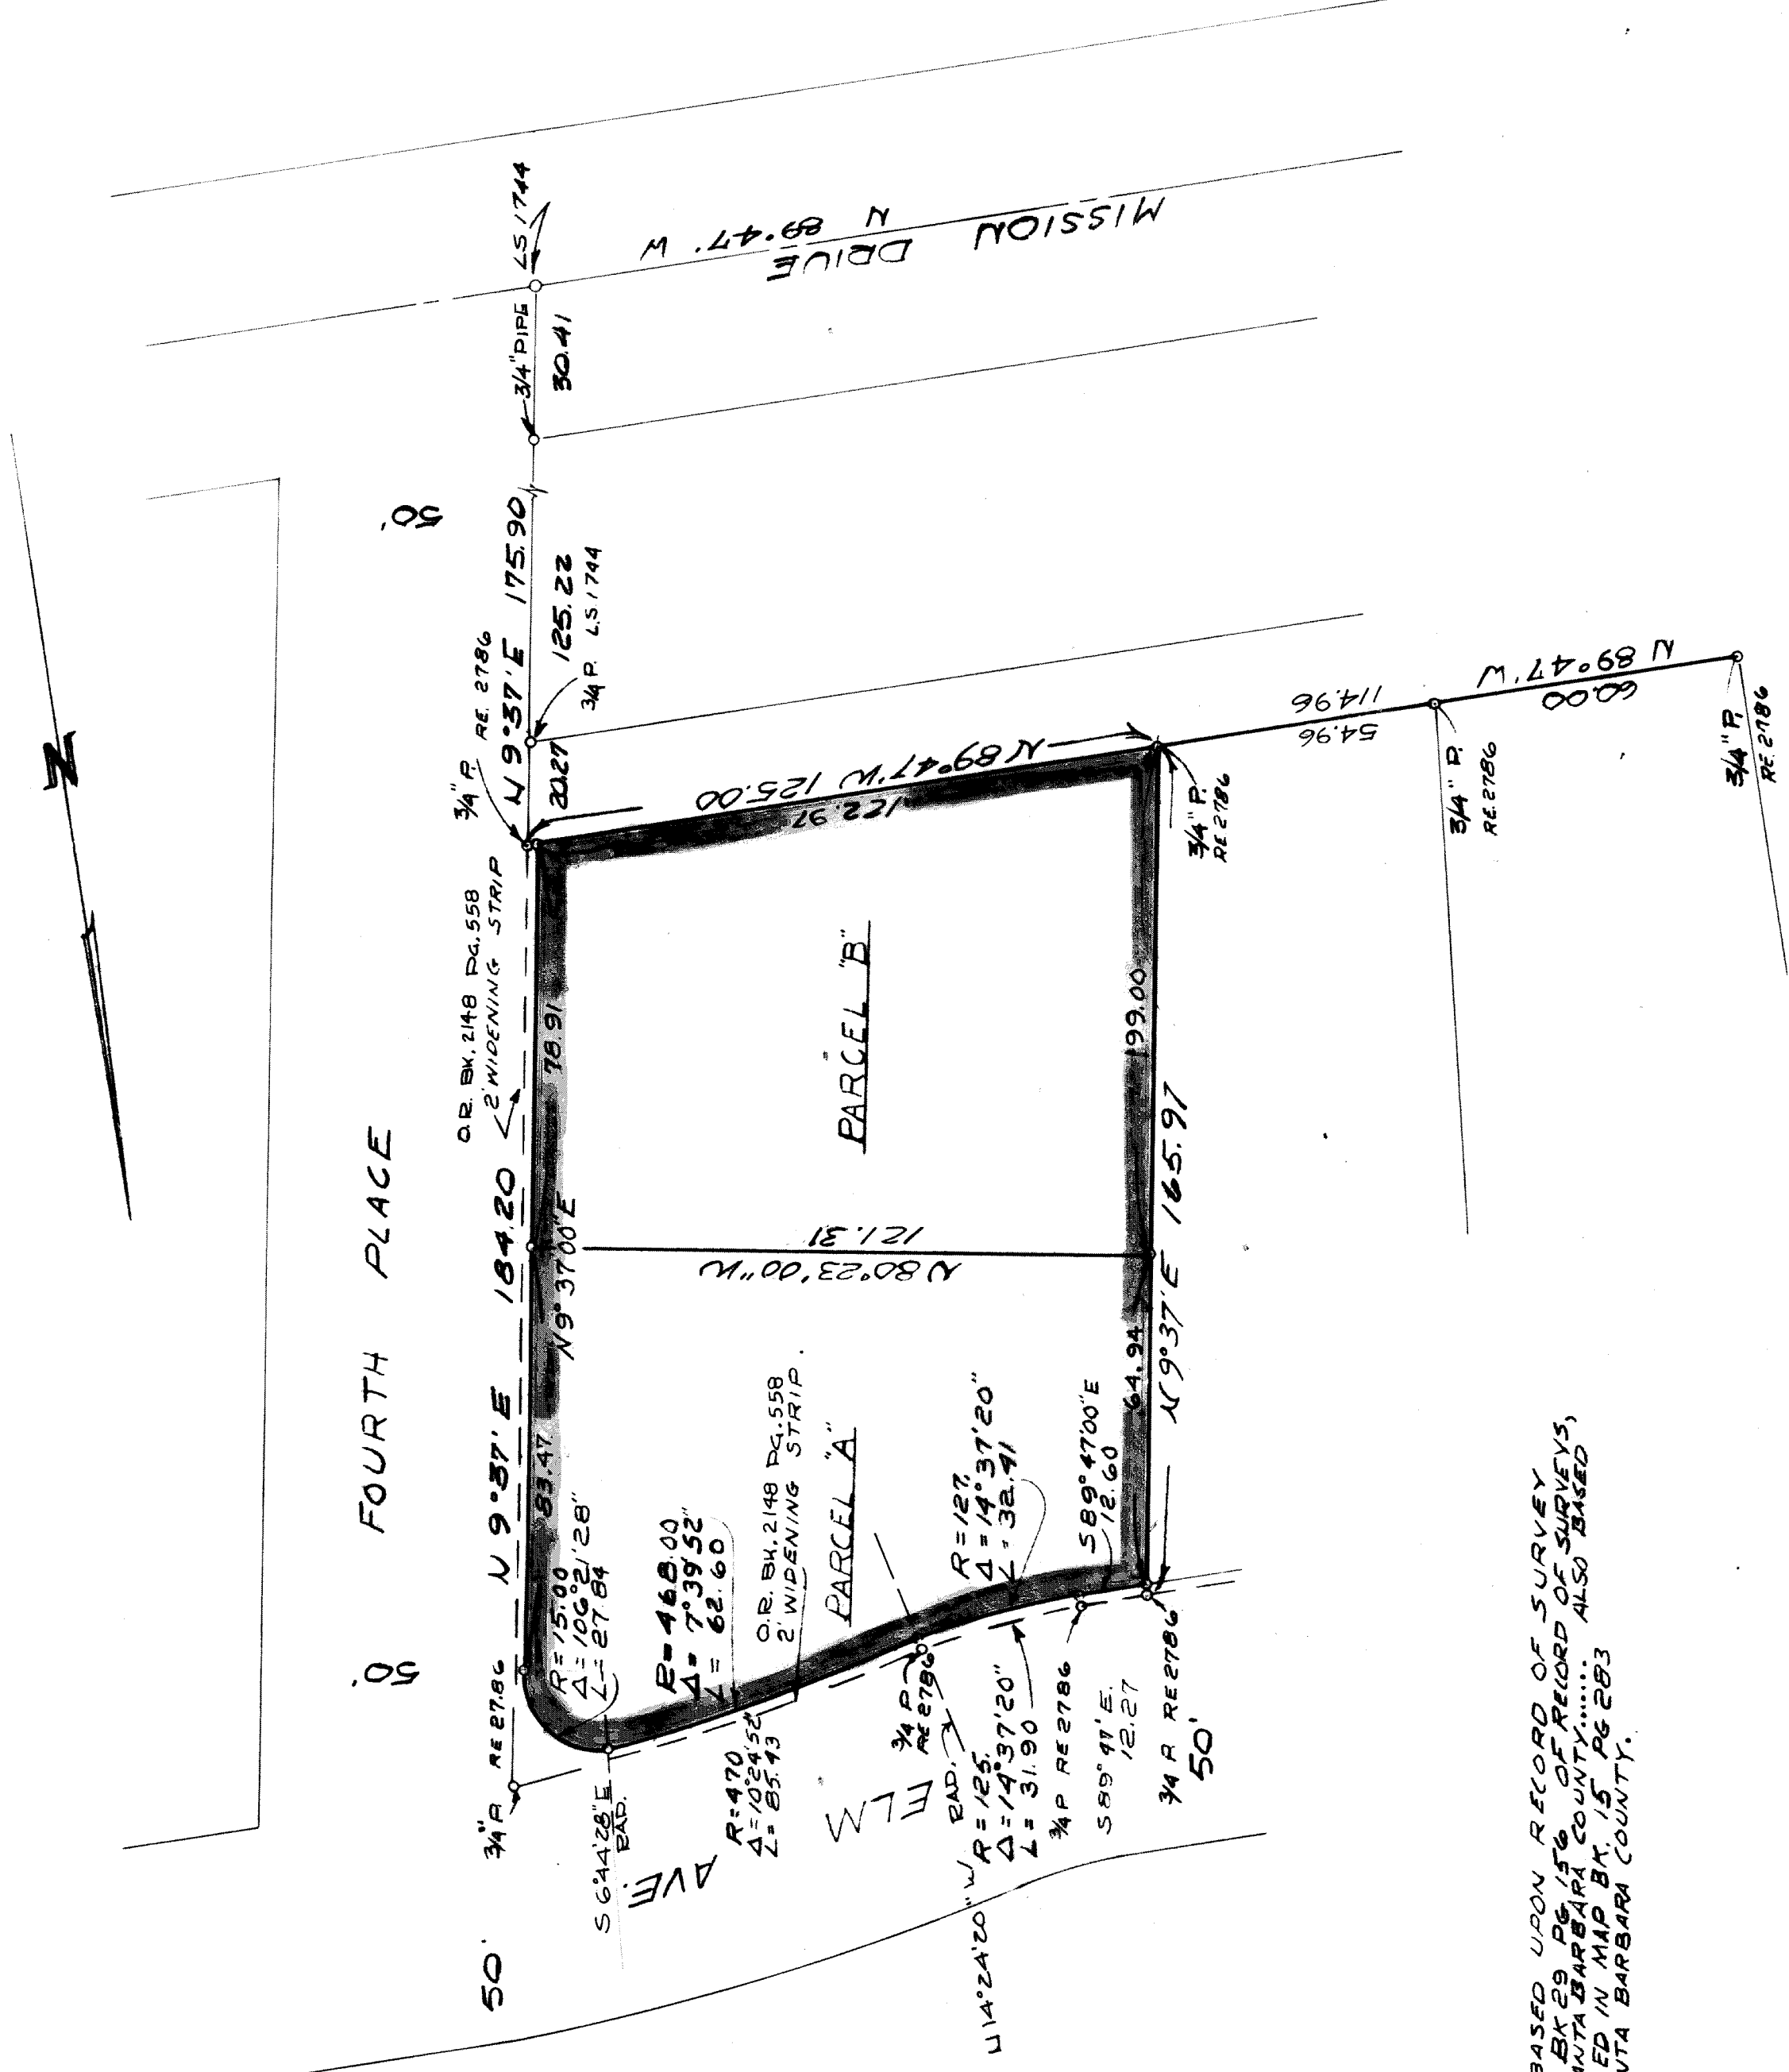 N
MISSION DRIVE
N 89°47' W
3/4" PIPE
LS 1744
30.41
50'
N 9°37' E 175.90
125.22
3/4 P. L.S. 1744
3/4" P. RE. 2786
20.27
N 89°47' W 125.00
122.97
3/4" P.
RE 2786
114.96
54.96
3/4" P.
RE. 2786
N 89°47' W
60.00
3/4" P.
RE. 2786
O.R. BK. 2148 PG. 558
2' WIDENING STRIP
FOURTH PLACE
N 9°37' E 184.20
78.91
N 9°37'00" E
83.47
PARCEL "B"
99.00
N 80°23'00" W
121.31
N 9°37' E 165.97
64.94
PARCEL "A"
O.R. BK. 2148 PG. 558
2' WIDENING STRIP.
R=15.00
Δ=106°21'28"
L=27.84
R=468.00
Δ= 7°39'52"
L= 62.60
R=127.
Δ=14°37'20"
L=32.41
S 89°47'00" E
12.60
50'
3/4" P. RE 2786
S 6°44'28" E
RAD.
50'
ELM AVE.
R=470
Δ=10°24'52"
L=85.43
3/4 P.
RE 2786
RAD.
N 14°24'20" W
R=125.
Δ=14°37'20"
L=31.90
3/4 P RE 2786
S 89°47' E.
12.27
3/4 P. RE 2786
50'
BASED UPON RECORD OF SURVEY
BK 29 PG 156 OF RECORD OF SURVEYS,
SANTA BARBARA COUNTY...... ALSO BASED
ED IN MAP BK. 15 PG 283
NTA BARBARA COUNTY.